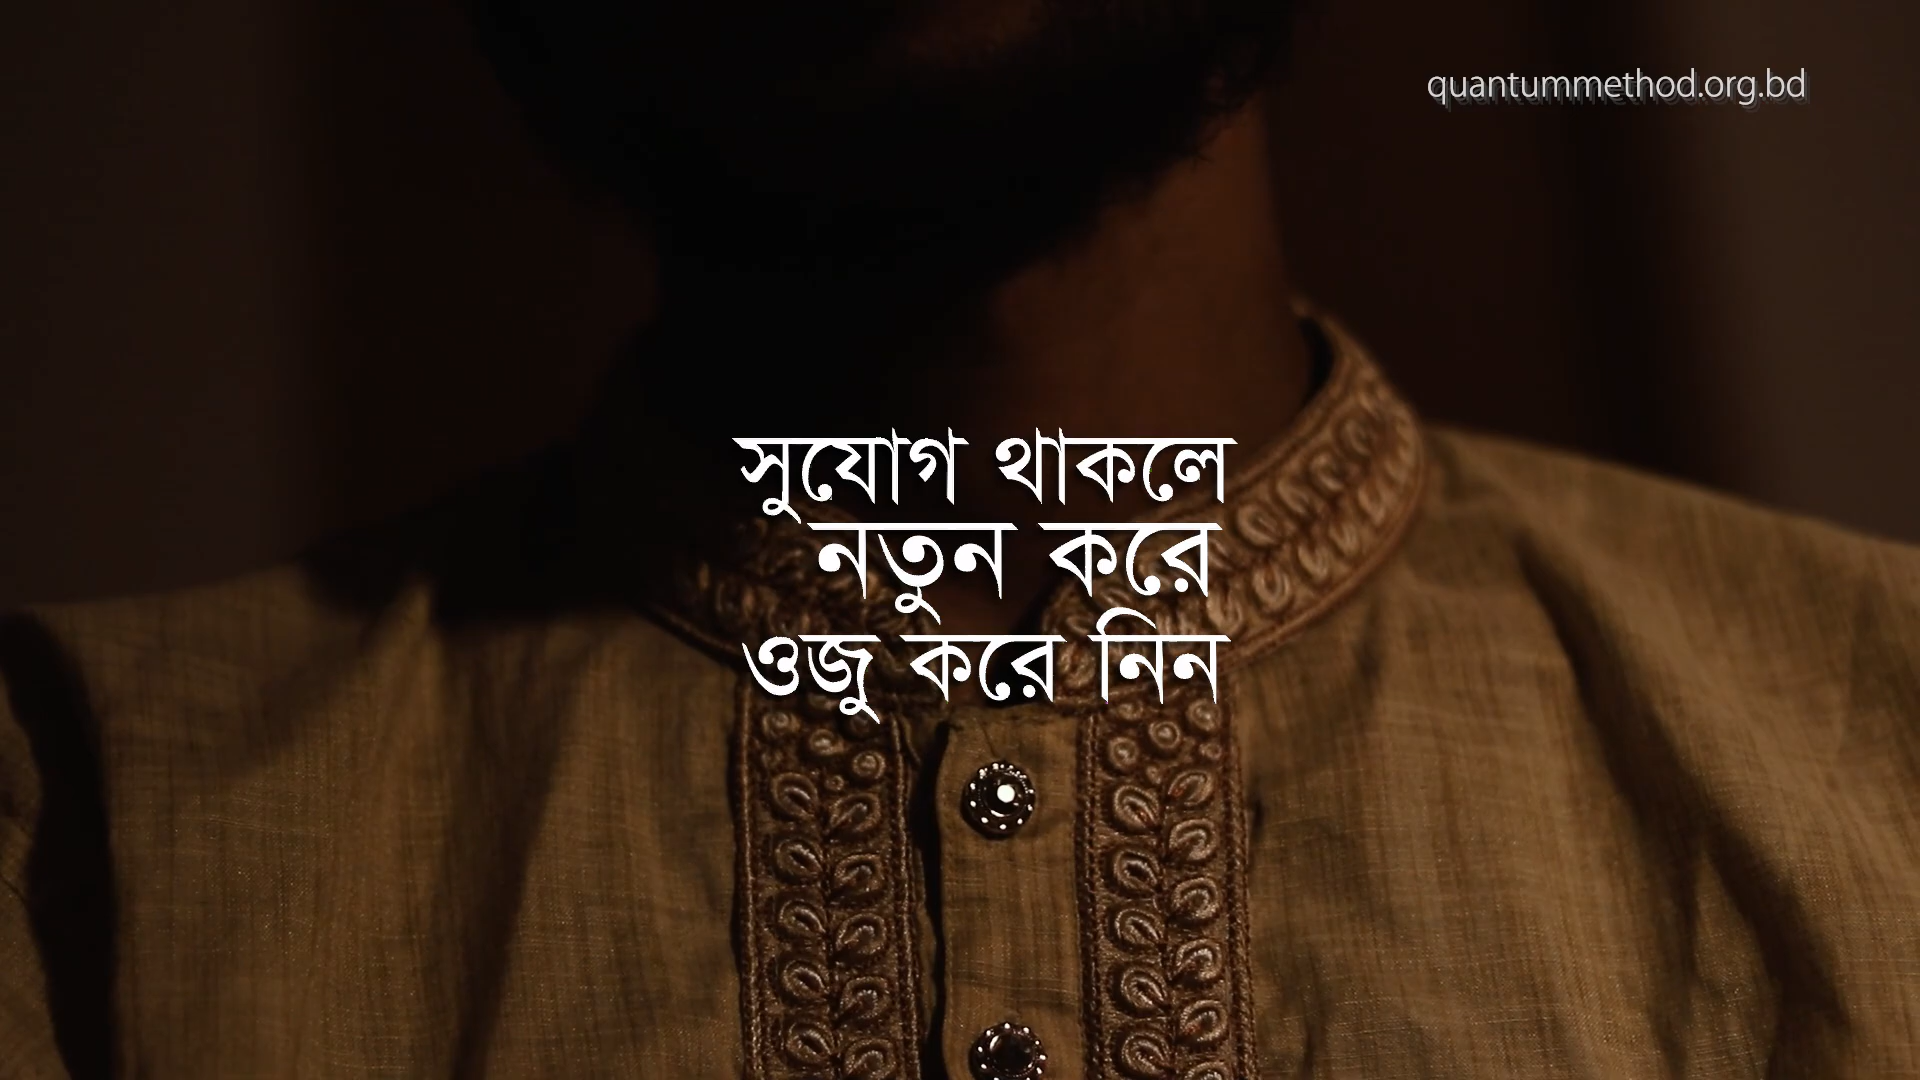 quantummethod.org.bd
সুযোগ থাকলে
নতুন করে
ওজু করে নিন